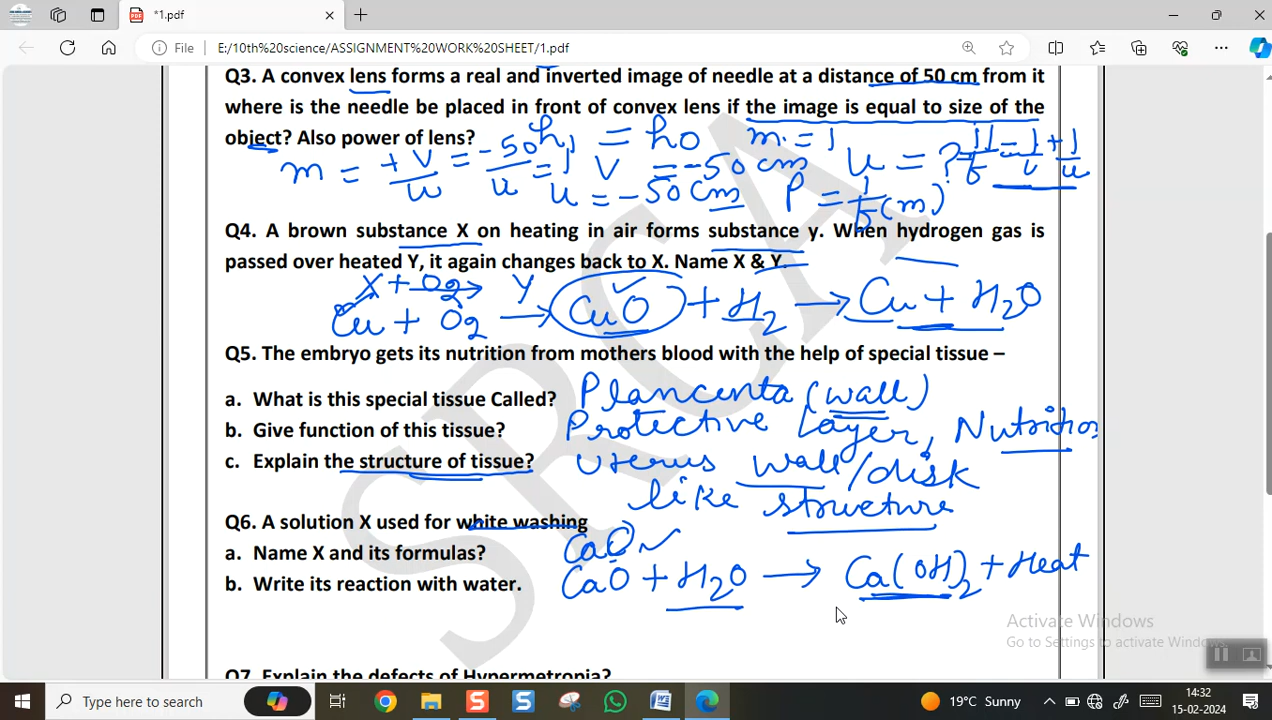 *1.pdf
File E:/10th%20science/ASSIGNMENT%20WORK%20SHEET/1.pdf
Q3. A convex lens forms a real and inverted image of needle at a distance of 50 cm from it
where is the needle be placed in front of convex lens if the image is equal to size of the
object? Also power of lens?
h1 = ho m = 1
m = +v/u = -50/u = 1 v = -50 cm u = ? 1/f = 1/v + 1/u
u = -50 cm P = 1/f (m)
Q4. A brown substance X on heating in air forms substance y. When hydrogen gas is
passed over heated Y, it again changes back to X. Name X & Y.
X + O2 → Y
Cu + O2 → CuO + H2 → Cu + H2O
Q5. The embryo gets its nutrition from mothers blood with the help of special tissue –
a. What is this special tissue Called? Plancenta (wall)
b. Give function of this tissue? Protective Layer, Nutrition
c. Explain the structure of tissue? Uterus wall/disk
like structure
Q6. A solution X used for white washing
a. Name X and its formulas? CaO
b. Write its reaction with water. CaO + H2O → Ca(OH)2 + Heat
Activate Windows
Go to Settings to activate Windows.
Q7. Explain the defects of Hypermetropia?
SRCA
Type here to search
19°C Sunny
14:32
15-02-2024